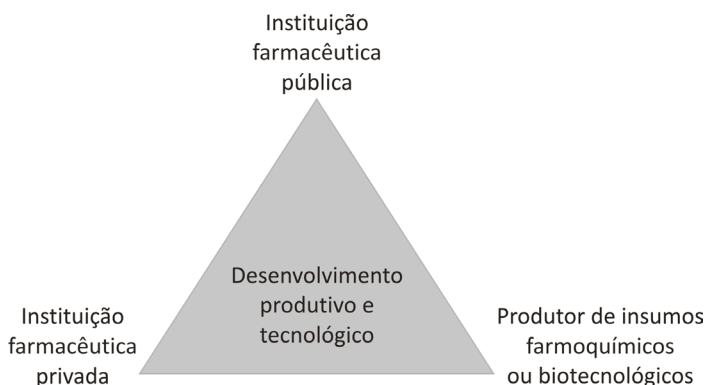 Instituição
farmacêutica
pública
Desenvolvimento
produtivo e
tecnológico
Instituição
farmacêutica
privada
Produtor de insumos
farmoquímicos
ou biotecnológicos